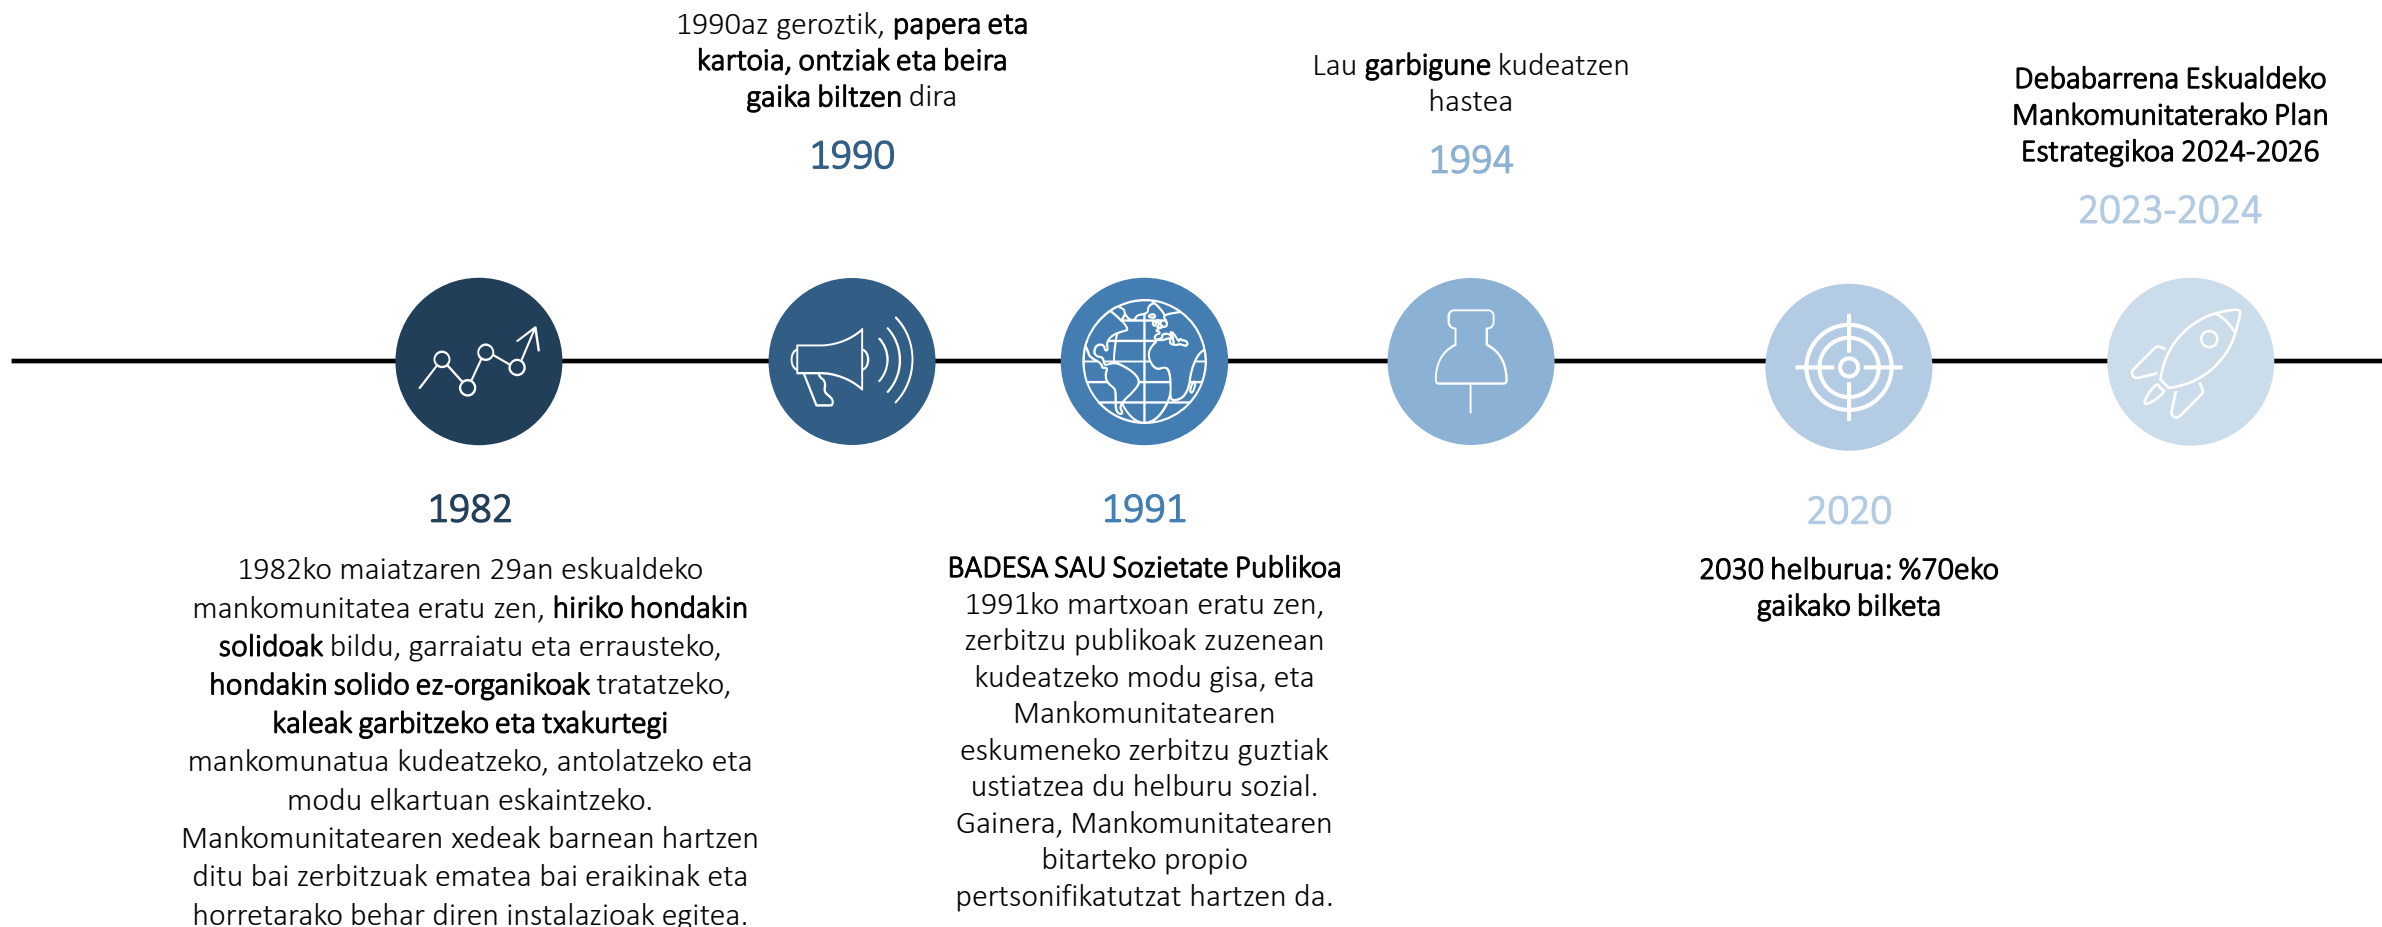 1982
1982ko maiatzaren 29an eskualdeko
mankomunitatea eratu zen, hiriko hondakin
solidoak bildu, garraiatu eta errausteko,
hondakin solido ez-organikoak tratatzeko,
kaleak garbitzeko eta txakurtegi
mankomunatua kudeatzeko, antolatzeko eta
modu elkartuan eskaintzeko.
Mankomunitatearen xedeak barnean hartzen
ditu bai zerbitzuak ematea bai eraikinak eta
horretarako behar diren instalazioak egitea.
1990az geroztik, papera eta
kartoia, ontziak eta beira
gaika biltzen dira
1990
1991
BADESA SAU Sozietate Publikoa
1991ko martxoan eratu zen,
zerbitzu publikoak zuzenean
kudeatzeko modu gisa, eta
Mankomunitatearen
eskumeneko zerbitzu guztiak
ustiatzea du helburu sozial.
Gainera, Mankomunitatearen
bitarteko propio
pertsonifikatutzat hartzen da.
Lau garbigune kudeatzen
hastea
1994
2020
2030 helburua: %70eko
gaikako bilketa
Debabarrena Eskualdeko
Mankomunitaterako Plan
Estrategikoa 2024-2026
2023-2024